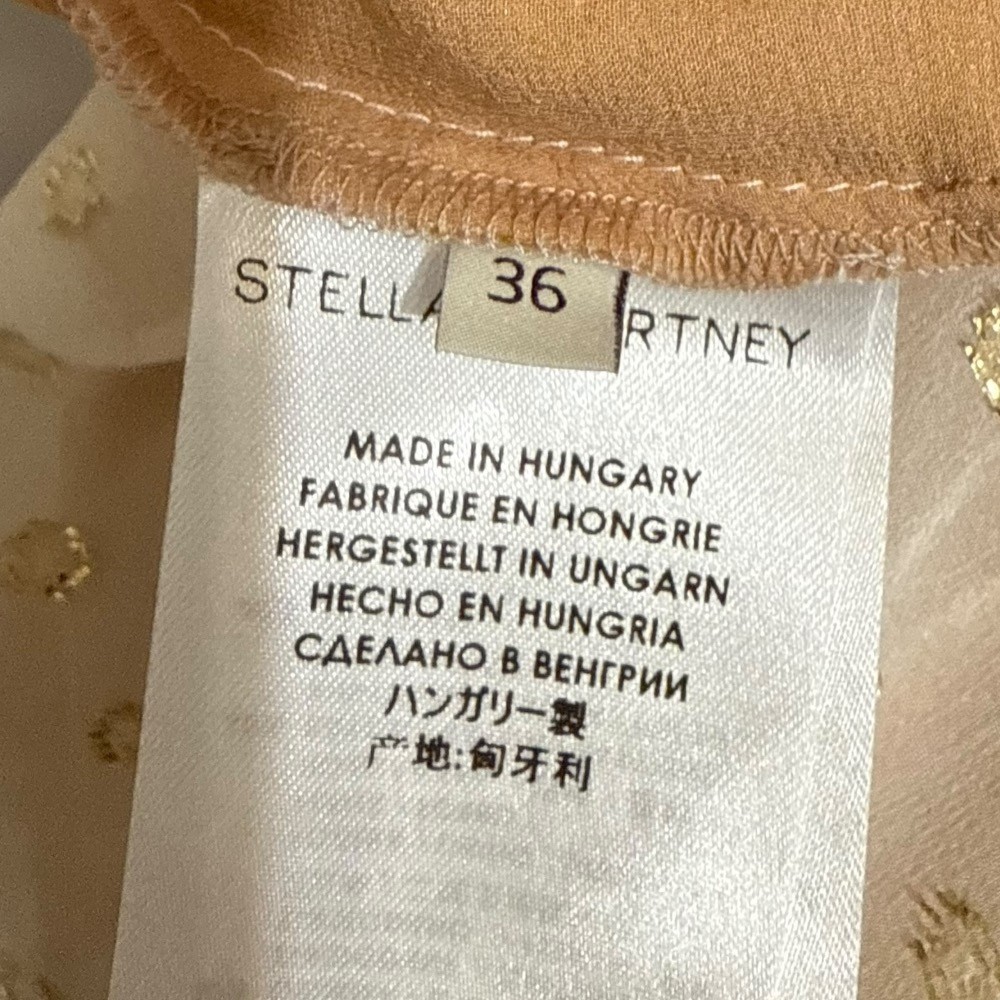 36
STELLA RTNEY
MADE IN HUNGARY
FABRIQUE EN HONGRIE
HERGESTELLT IN UNGARN
HECHO EN HUNGRIA
СДЕЛАНО В ВЕНГРИИ
ハンガリー製
产地:匈牙利